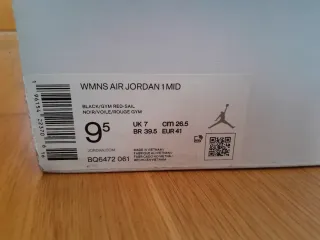 WMNS AIR JORDAN 1 MID
BLACK/GYM RED-SAIL
NOIR/VOILE/ROUGE GYM
9.5
UK 7
cm 26.5
BR 39.5
EUR 41
BQ6472 061